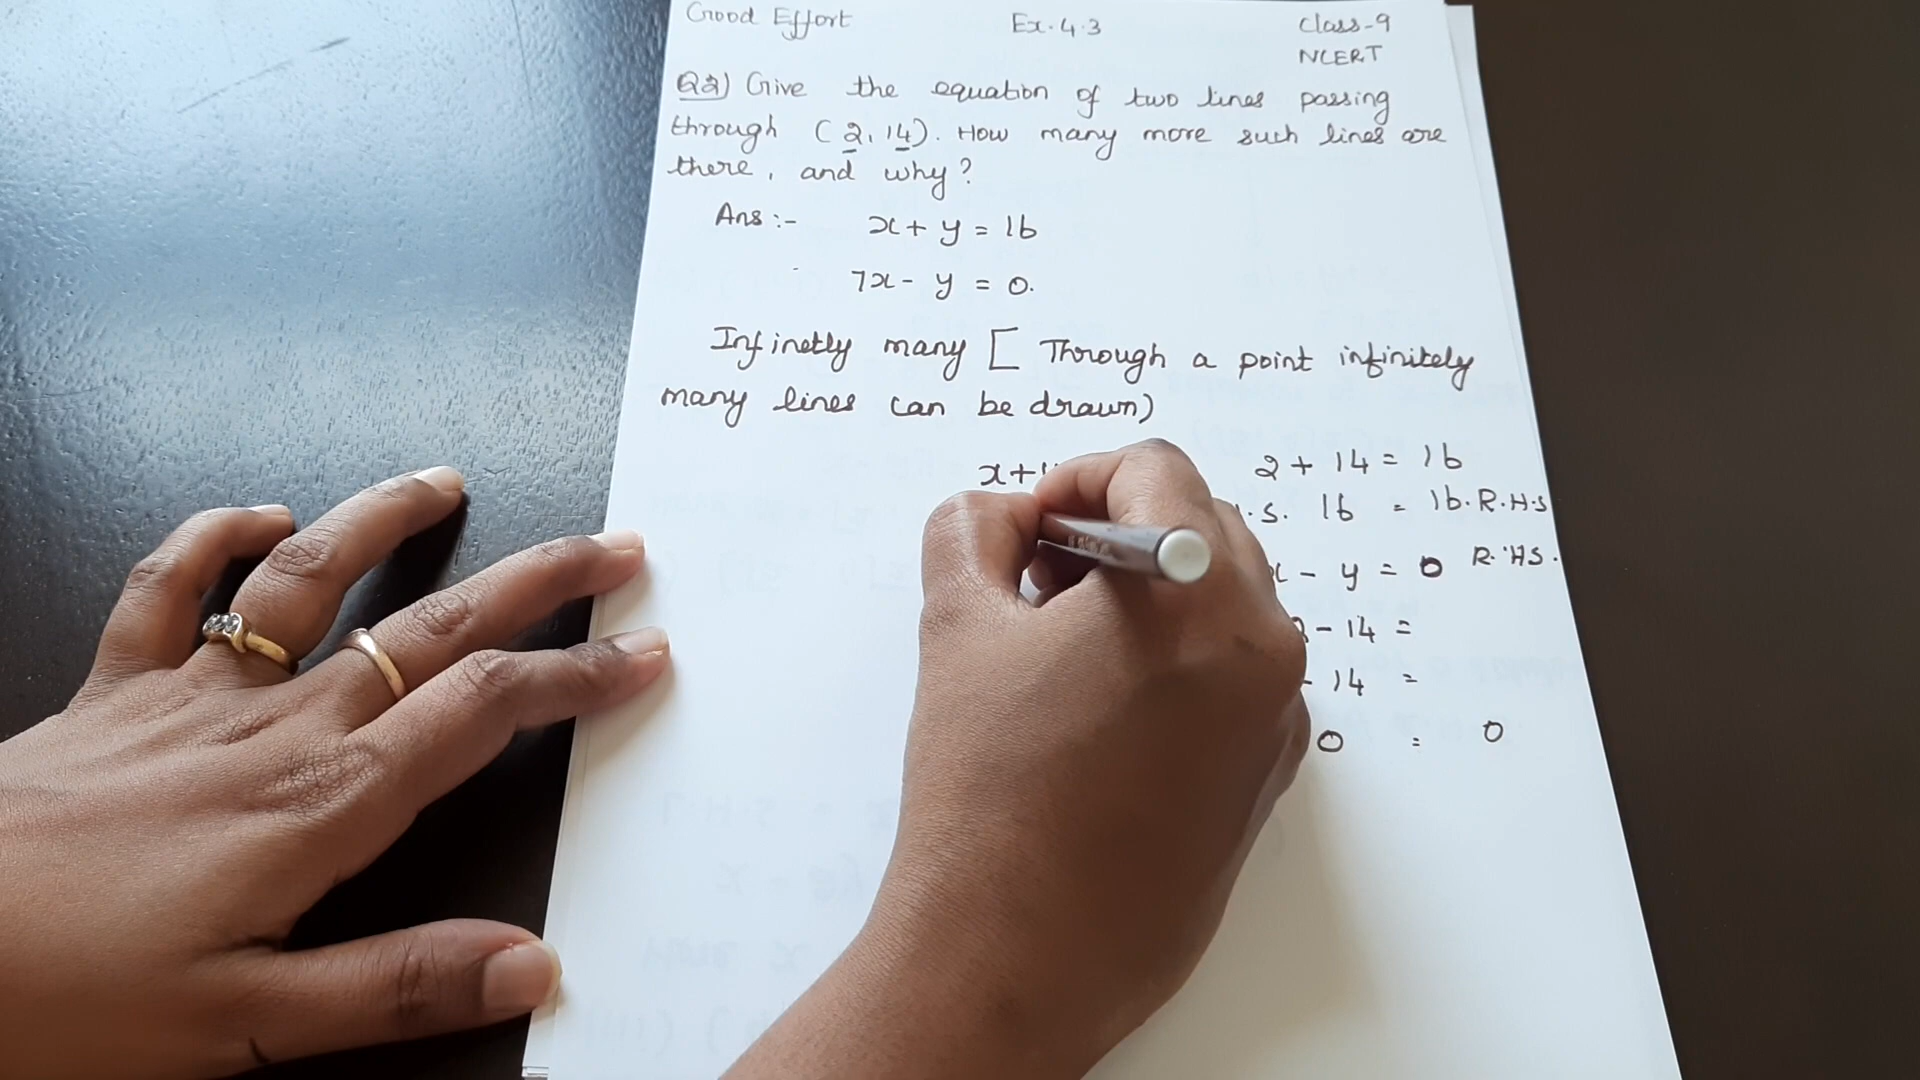 Good Effort Ex. 4.3 Class-9
NCERT
Q2) Give the equation of two lines passing
through (2, 14). How many more such lines are
there, and why?
Ans :- x + y = 16
7x - y = 0.
Infinetly many [ Through a point infinitely
many lines can be drawn)
x+ 2 + 14 = 16
.S. 16 = 16. R.H.S
x - y = 0 R.HS.
2 - 14 =
- 14 =
0 = 0